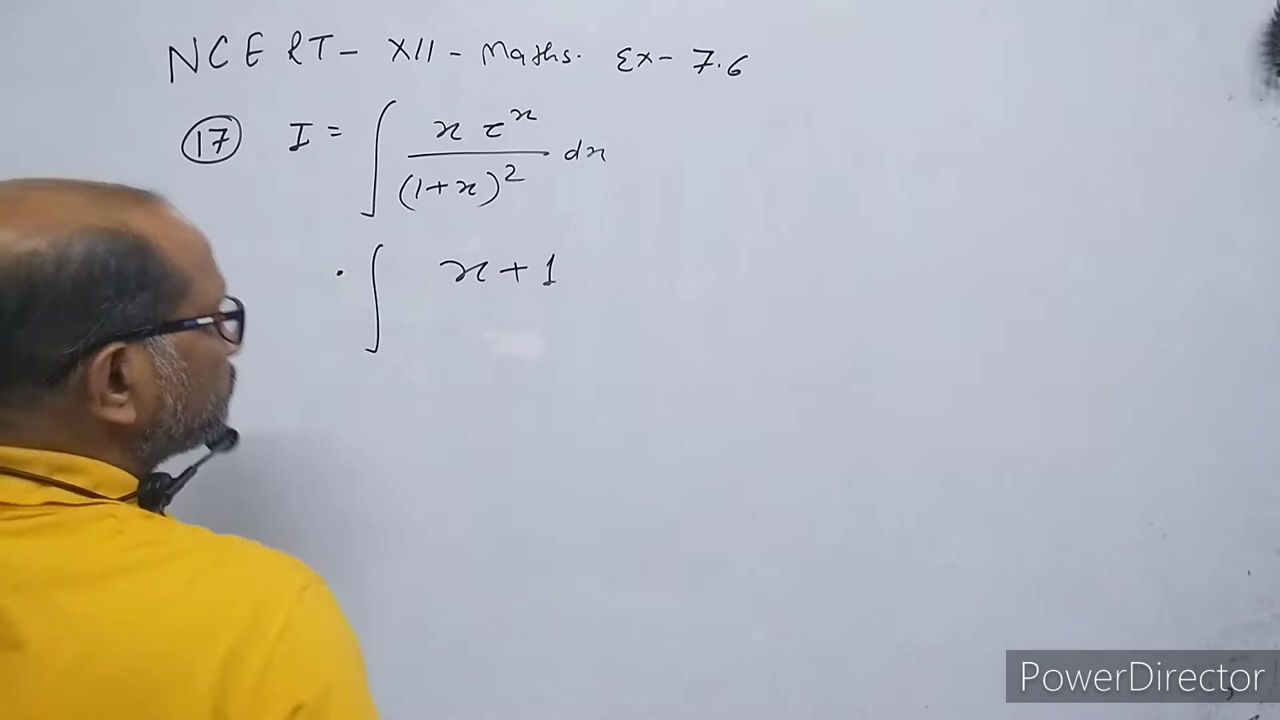 NCERT- XII - Maths. Ex- 7.6
(17) I = ∫ x e^x / (1+x)^2 dx
. ∫ x + 1
PowerDirector